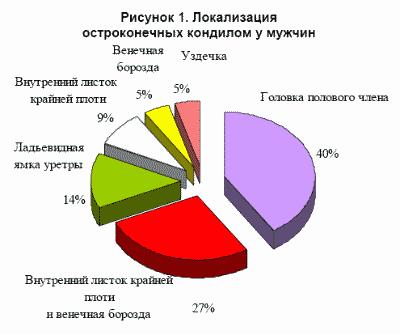 Рисунок 1. Локализация
остроконечных кондилом у мужчин
Венечная
борозда
Уздечка
Внутренний листок
крайней плоти
5%
5%
9%
Головка полового члена
40%
Ладьевидная
ямка уретры
14%
Внутренний листок крайней
плоти
и венечная борозда
27%